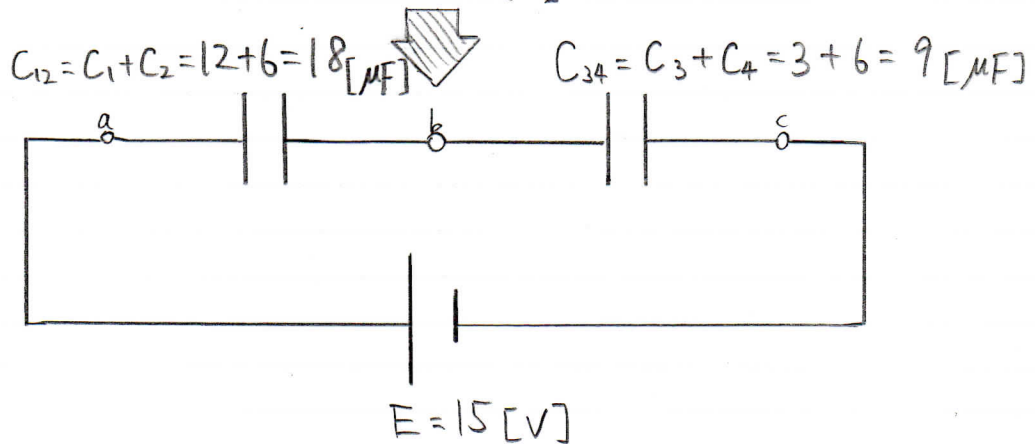 C₁₂ = C₁ + C₂ = 12 + 6 = 18 [μF]
C₃₄ = C₃ + C₄ = 3 + 6 = 9 [μF]
a
b
c
E = 15 [V]